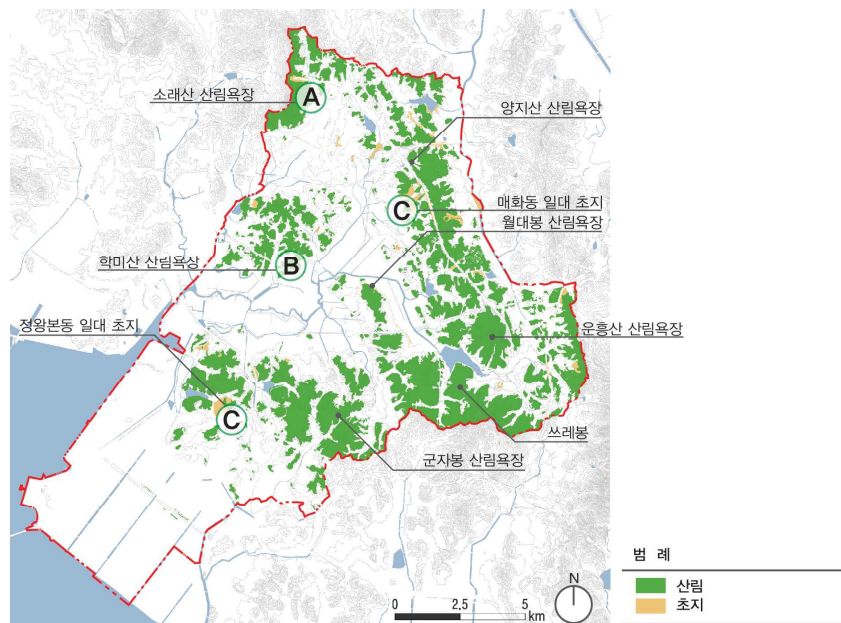 소래산 산림욕장
A
양지산 산림욕장
매화동 일대 초지
C
월대봉 산림욕장
학미산 산림욕장
B
정왕본동 일대 초지
운흥산 산림욕장
C
쓰레봉
군자봉 산림욕장
범 례
산림
초지
N
0 2,5 5
km